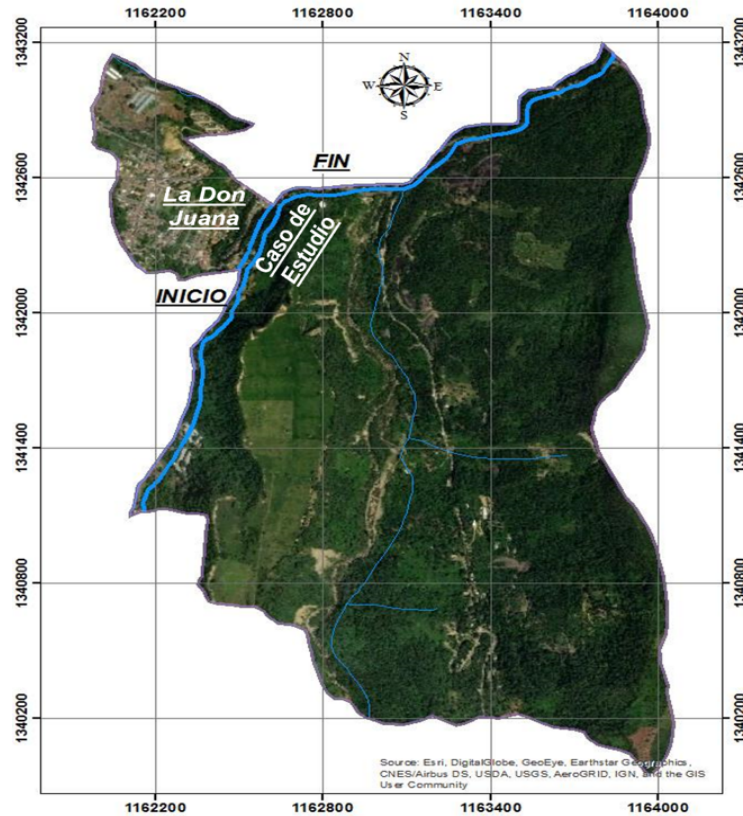 1162200 1162800 1163400 1164000
1343200 1343200
N
W E
S
1342600 FIN 1342600
La Don
Juana
Caso de
Estudio
INICIO
1342000 1342000
1341400 1341400
1340800 1340800
1340200 1340200
Source: Esri, DigitalGlobe, GeoEye, Earthstar Geographics,
CNES/Airbus DS, USDA, USGS, AeroGRID, IGN, and the GIS
User Community
1162200 1162800 1163400 1164000